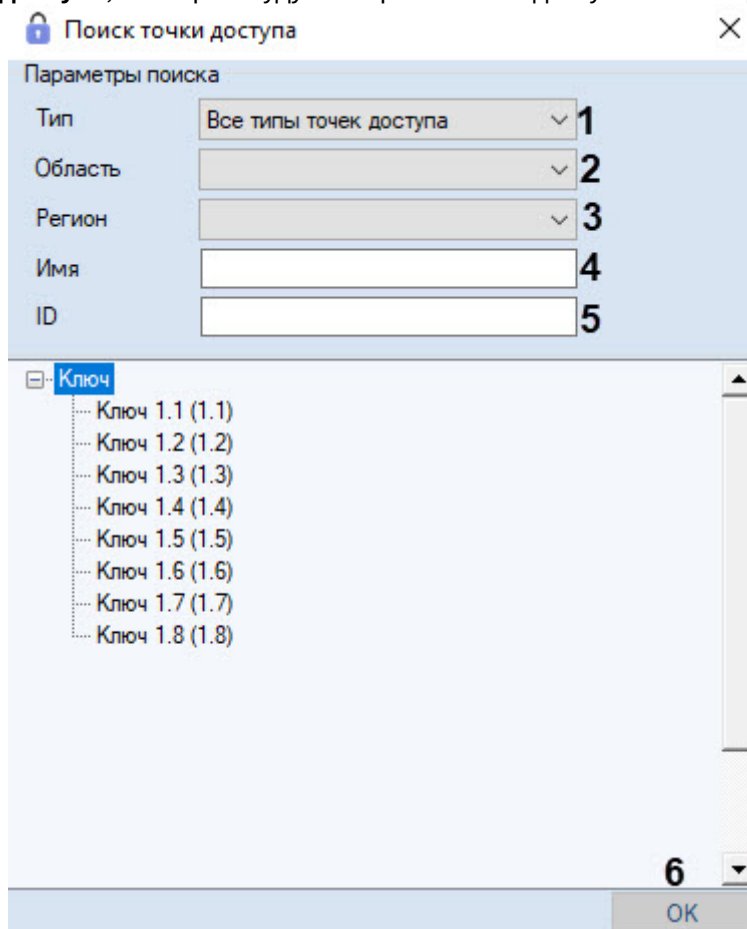 Поиск точки доступа
Параметры поиска
Тип Все типы точек доступа 1
Область 2
Регион 3
Имя 4
ID 5
Ключ
Ключ 1.1 (1.1)
Ключ 1.2 (1.2)
Ключ 1.3 (1.3)
Ключ 1.4 (1.4)
Ключ 1.5 (1.5)
Ключ 1.6 (1.6)
Ключ 1.7 (1.7)
Ключ 1.8 (1.8)
6
OK